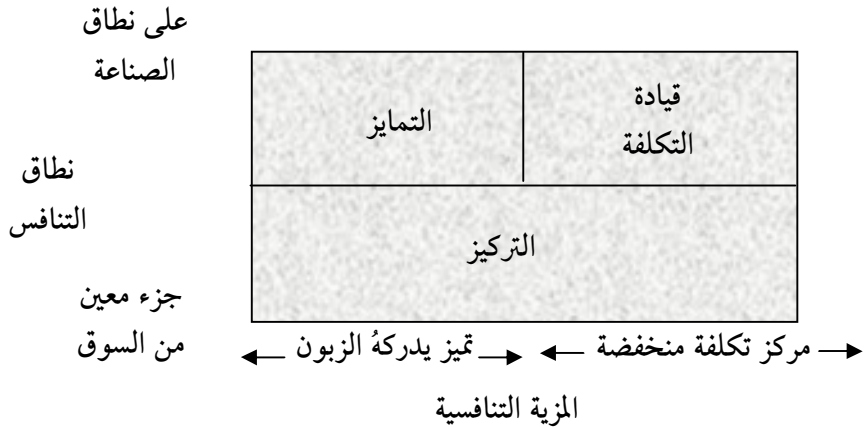 على نطاق
الصناعة
قيادة
التكلفة
التمايز
نطاق
التنافس
التركيز
جزء معين
من السوق
مركز تكلفة منخفضة
تميز يدركهُ الزبون
المزية التنافسية